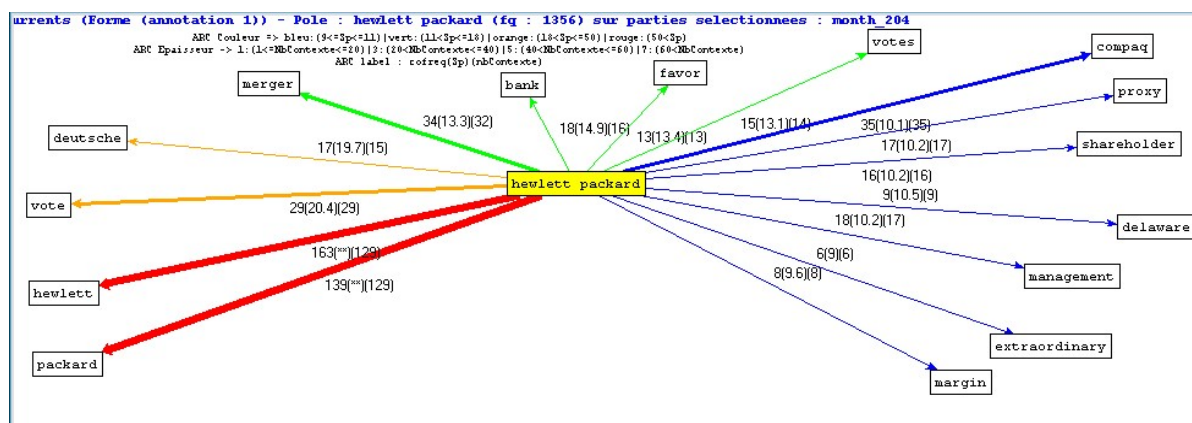 urrents (Forme (annotation 1)) - Pole : hewlett packard (fq : 1356) sur parties selectionnees : month_204
ARC Couleur => bleu:(9<=Sp<=11)|vert:(11<Sp<=18)|orange:(18<Sp<=50)|rouge:(50<Sp)
ARC Epaisseur -> 1:(1<=NbContexte<=20)|3:(20<NbContexte<=40)|5:(40<NbContexte<=60)|7:(60<NbContexte)
ARC label : cofreq(Sp)(nbContexte)
votes
compaq
favor
merger
bank
proxy
34(13.3)(32)
18(14.9)(16)
13(13.4)(13)
15(13.1)(14)
35(10.1)(35)
deutsche
shareholder
17(19.7)(15)
17(10.2)(17)
16(10.2)(16)
hewlett packard
9(10.5)(9)
vote
29(20.4)(29)
18(10.2)(17)
delaware
163(**)(129)
6(9)(6)
8(9.6)(8)
management
139(**)(129)
hewlett
extraordinary
packard
margin